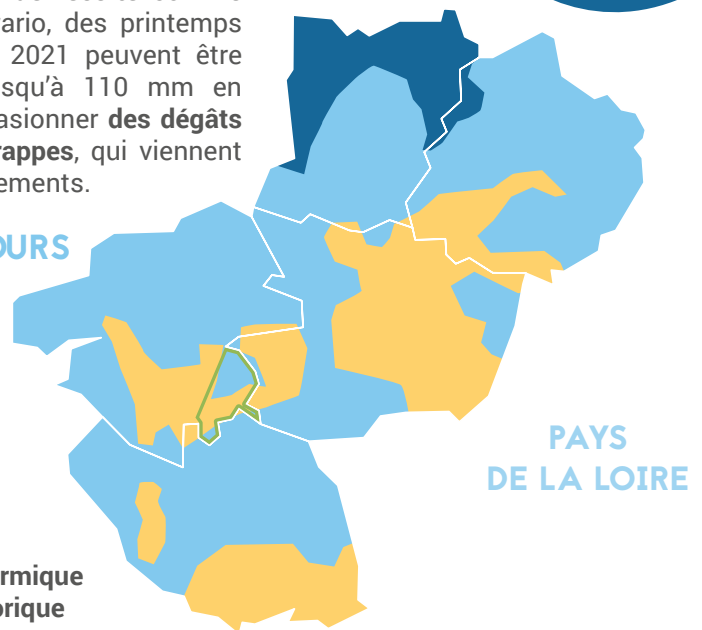 ario, des printemps
2021 peuvent être
squ'à 110 mm en
asionner des dégâts
rappes, qui viennent
ements.
OURS
PAYS
DE LA LOIRE
rmique
orique